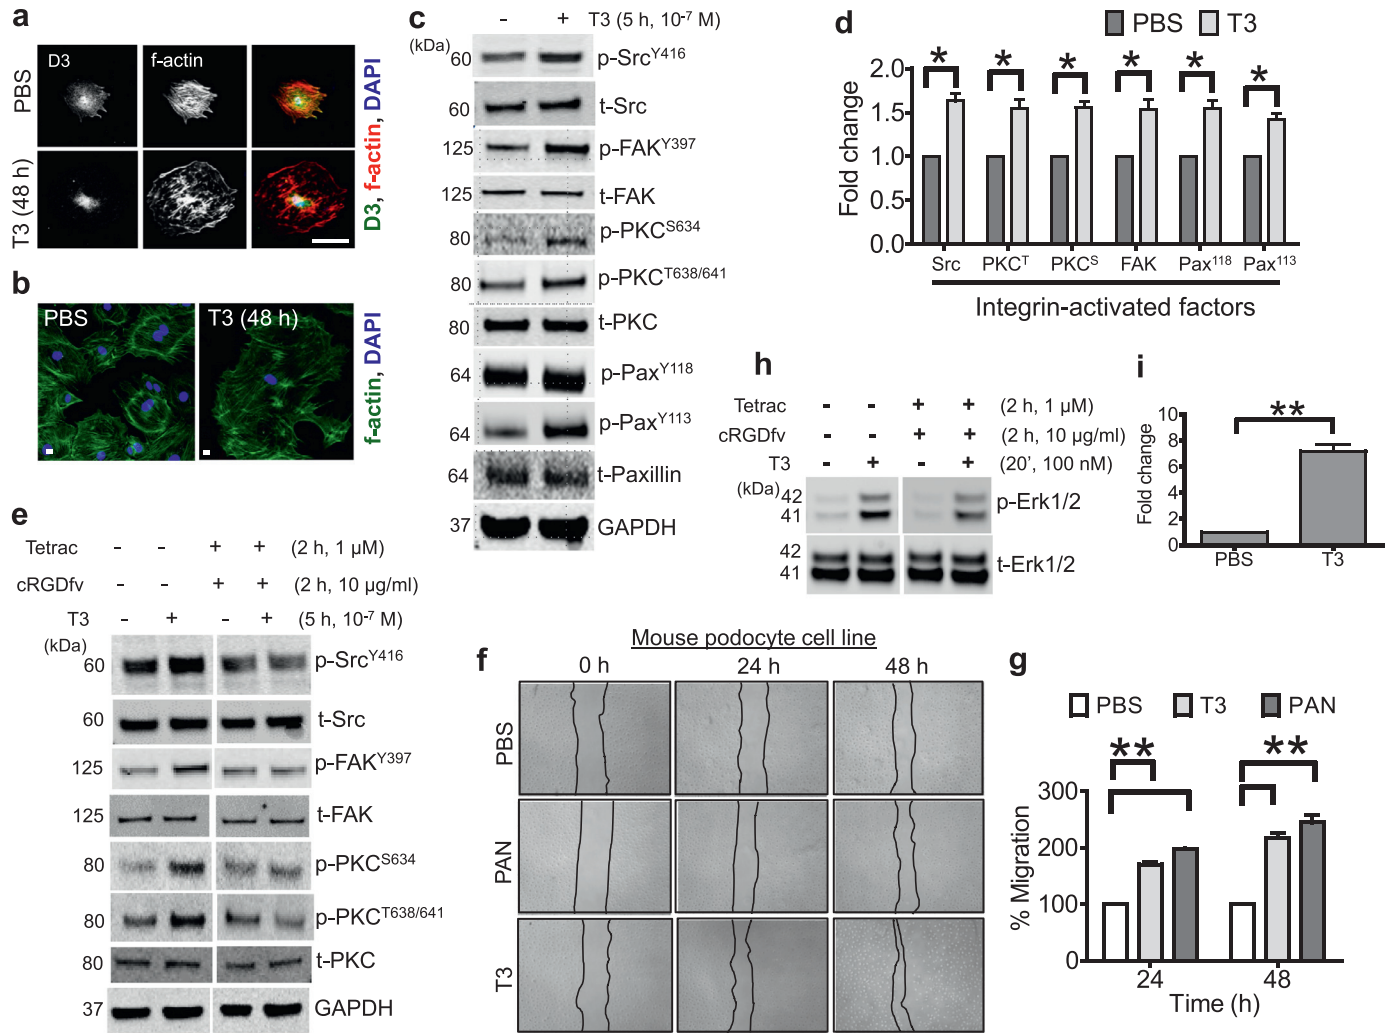 a
D3
f-actin
PBS
T3 (48 h)
D3, f-actin, DAPI
b
PBS
T3 (48 h)
f-actin, DAPI
c
- + T3 (5 h, 10⁻⁷ M)
(kDa)
60 p-Srcʸ⁴¹⁶
60 t-Src
125 p-FAKʸ³⁹⁷
125 t-FAK
80 p-PKCˢ⁶³⁴
80 p-PKCᵀ⁶³⁸/⁶⁴¹
80 t-PKC
64 p-Paxʸ¹¹⁸
64 p-Paxʸ¹¹³
64 t-Paxillin
37 GAPDH
d
PBS T3
* * * * * *
Fold change
2.0
1.5
1.0
0.0
Src PKCᵀ PKCˢ FAK Pax¹¹⁸ Pax¹¹³
Integrin-activated factors
e
Tetrac - - + + (2 h, 1 µM)
cRGDfv - - + + (2 h, 10 µg/ml)
T3 - + - + (5 h, 10⁻⁷ M)
(kDa)
60 p-Srcʸ⁴¹⁶
60 t-Src
125 p-FAKʸ³⁹⁷
125 t-FAK
80 p-PKCˢ⁶³⁴
80 p-PKCᵀ⁶³⁸/⁶⁴¹
80 t-PKC
37 GAPDH
h
Tetrac - - + + (2 h, 1 µM)
cRGDfv - - + + (2 h, 10 µg/ml)
T3 - + - + (20', 100 nM)
(kDa)
42
41
p-Erk1/2
42
41
t-Erk1/2
i
**
Fold change
10
8
6
4
2
0
PBS T3
f
Mouse podocyte cell line
0 h 24 h 48 h
PBS
PAN
T3
g
PBS T3 PAN
** **
% Migration
300
200
100
0
24 48
Time (h)